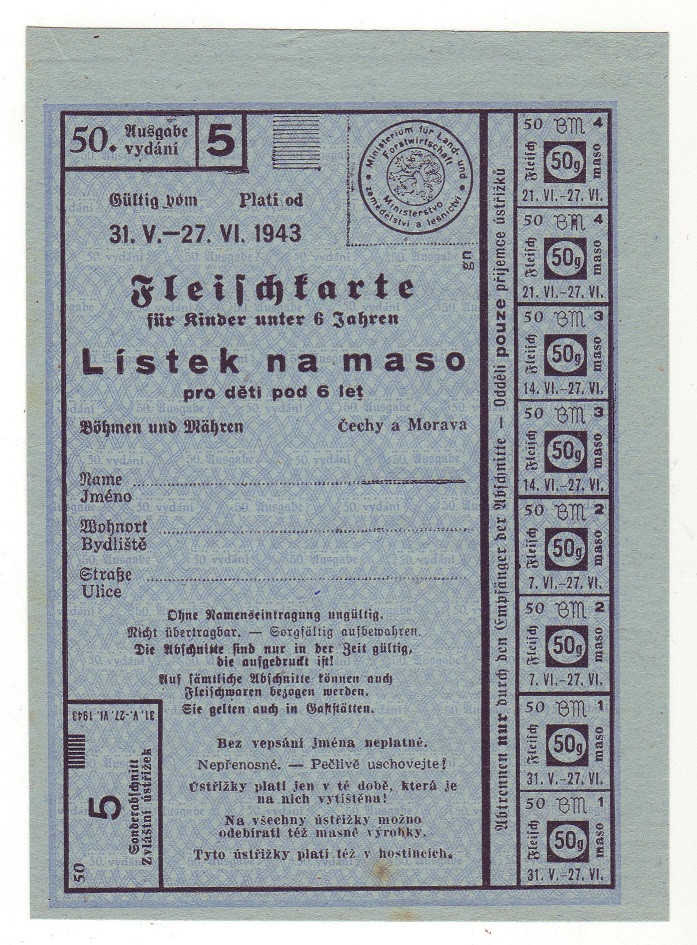 50. Ausgabe
vydání
5
Gültig vom Platí od
31. V.–27. VI. 1943
Ministerium für Land- und
Forstwirtschaft
Ministerstvo
zemědělství a lesnictví
gn
Fleischkarte
für Kinder unter 6 Jahren
Lístek na maso
pro děti pod 6 let
Böhmen und Mähren Čechy a Morava
Name
Jméno
Wohnort
Bydliště
Straße
Ulice
Ohne Namenseintragung ungültig.
Nicht übertragbar. — Sorgfältig aufbewahren.
Die Abschnitte sind nur in der Zeit gültig,
die aufgedruckt ist!
Auf sämtliche Abschnitte können auch
Fleischwaren bezogen werden.
Sie gelten auch in Gaststätten.
Bez vepsání jména neplatné.
Nepřenosné. — Pečlivě uschovejte!
Ústřižky platí jen v té době, která je
na nich vytištěna!
Na všechny ústřižky možno
odebírati též masné výrobky.
Tyto ústřižky platí též v hostincích.
31. V.-27. VI. 1943
5
Sonderabschnitt
Zvláštní ústřižek
50
Abtrennen nur durch den Empfänger der Abschnitte — Oddělí pouze příjemce ústřižků
50 BM 4
Fleisch 50g maso
21. VI.-27. VI.
50 BM 4
Fleisch 50g maso
21. VI.-27. VI.
50 BM 3
Fleisch 50g maso
14. VI.-27. VI.
50 BM 3
Fleisch 50g maso
14. VI.-27. VI.
50 BM 2
Fleisch 50g maso
7. VI.-27. VI.
50 BM 2
Fleisch 50g maso
7. VI.-27. VI.
50 BM 1
Fleisch 50g maso
31. V.-27. VI.
50 BM 1
Fleisch 50g maso
31. V.-27. VI.